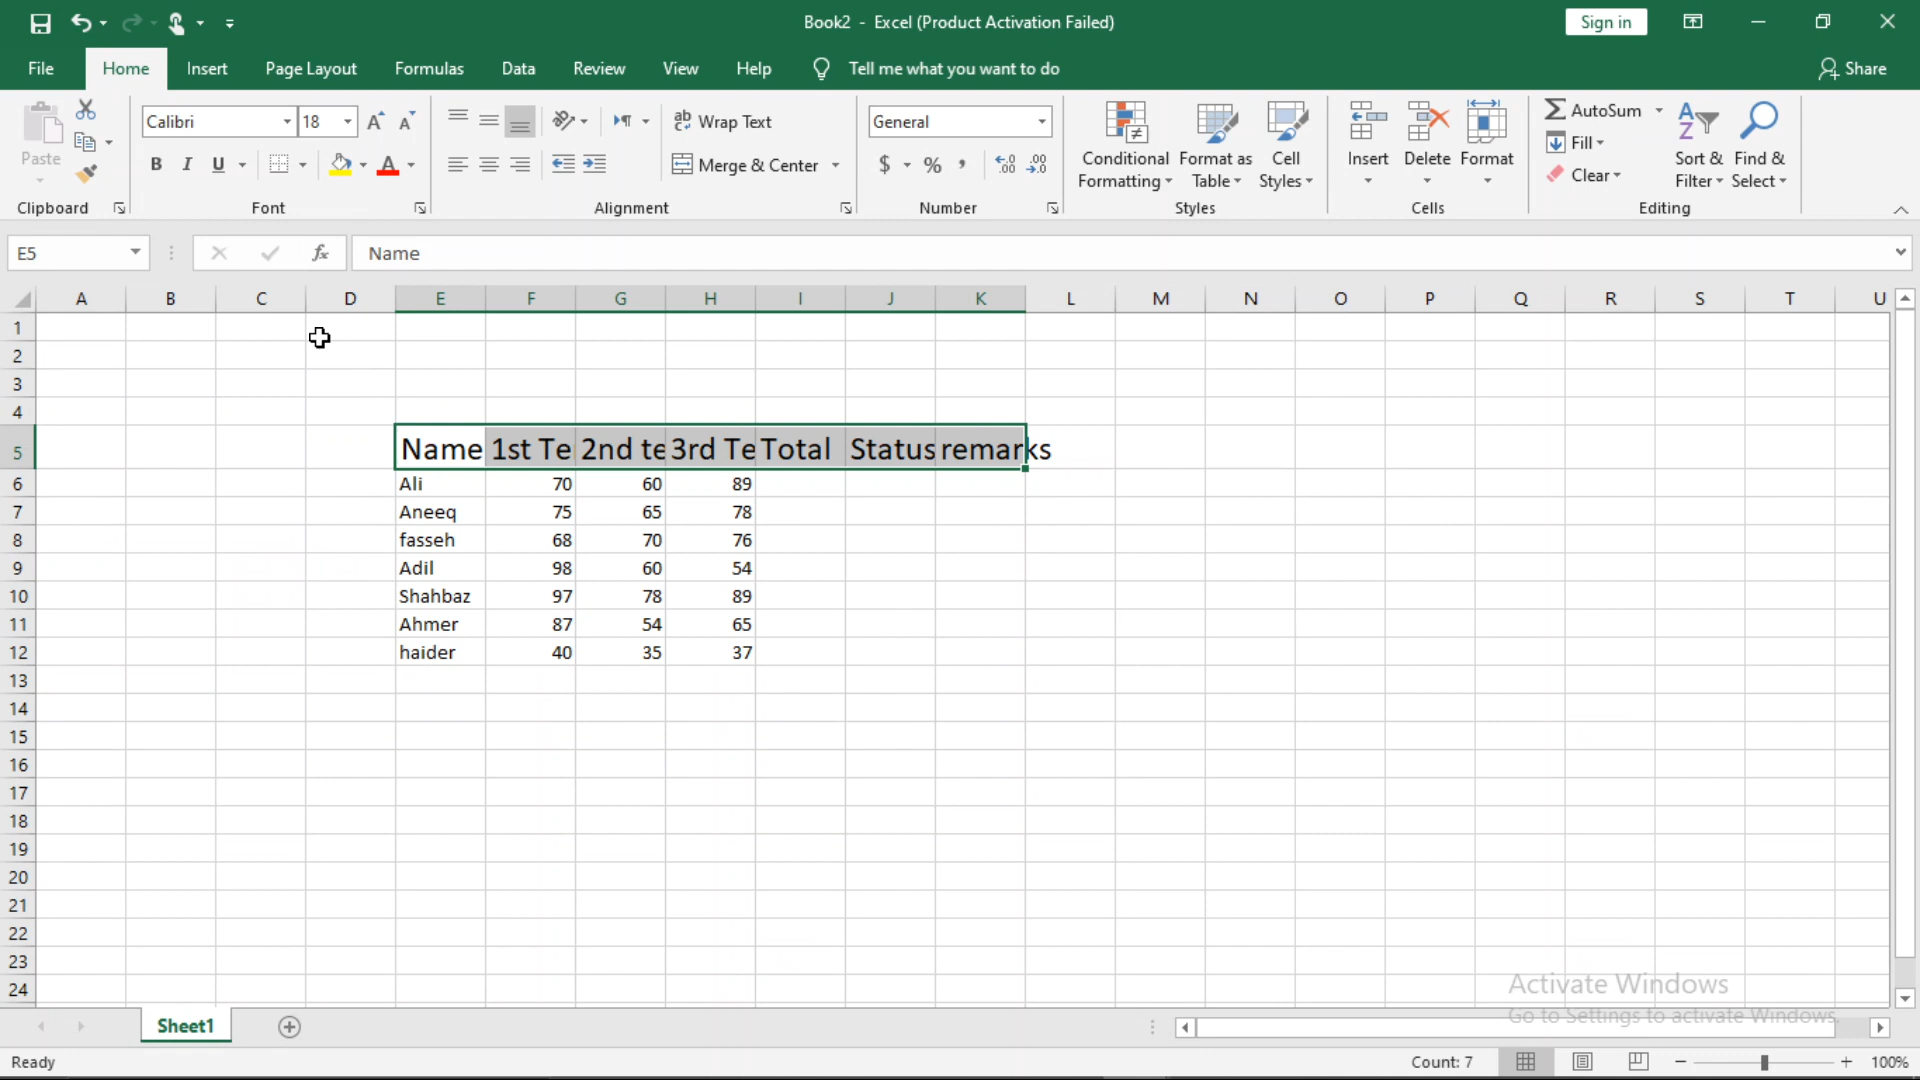 Book2 - Excel (Product Activation Failed)
Sign in
File Home Insert Page Layout Formulas Data Review View Help Tell me what you want to do Share
Paste
Calibri 18
B I U A
Wrap Text
Merge & Center
General
$ % ,
Conditional Formatting
Format as Table
Cell Styles
Insert Delete Format
AutoSum
Fill
Clear
Sort & Filter
Find & Select
Clipboard Font Alignment Number Styles Cells Editing
E5 fx Name
A B C D E F G H I J K L M N O P Q R S T U
1
2
3
4
5 Name 1st Te 2nd te 3rd Te Total Status remarks
6 Ali 70 60 89
7 Aneeq 75 65 78
8 fasseh 68 70 76
9 Adil 98 60 54
10 Shahbaz 97 78 89
11 Ahmer 87 54 65
12 haider 40 35 37
13
14
15
16
17
18
19
20
21
22
23
24
Activate Windows
Go to Settings to activate Windows.
Sheet1
Ready Count: 7 100%